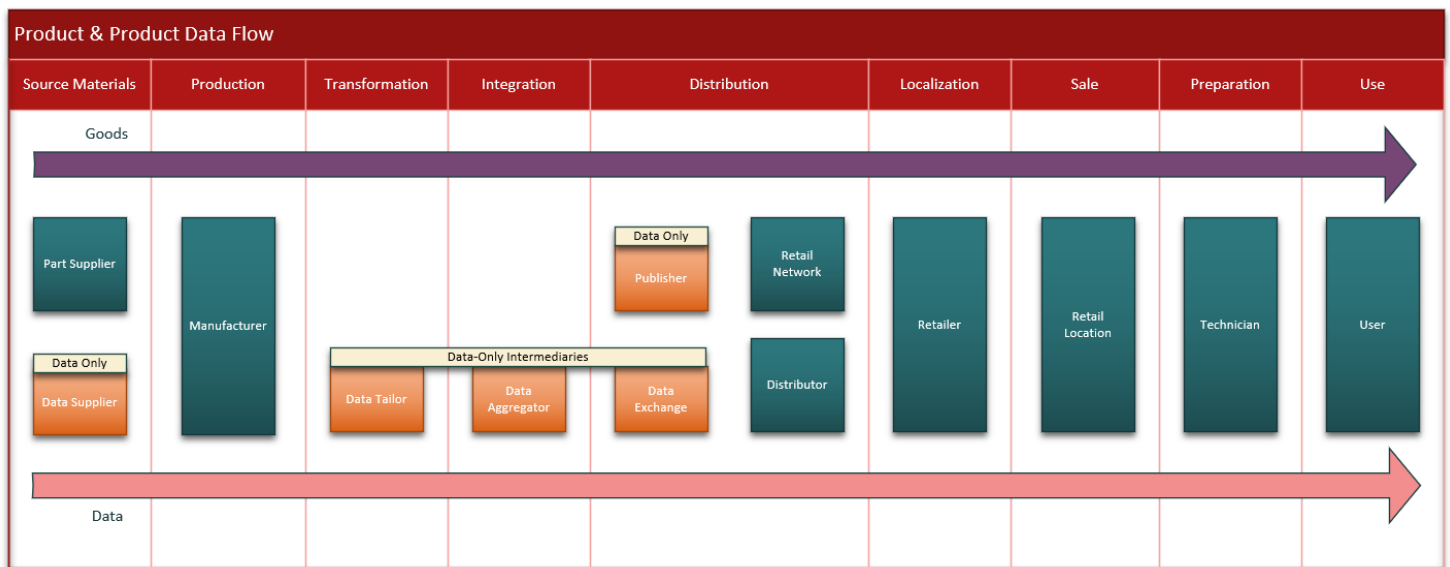 Product & Product Data Flow
Source Materials
Production
Transformation
Integration
Distribution
Localization
Sale
Preparation
Use
Goods
Part Supplier
Data Only
Data Supplier
Manufacturer
Data-Only Intermediaries
Data Tailor
Data
Aggregator
Data
Exchange
Data Only
Publisher
Retail
Network
Distributor
Retailer
Retail
Location
Technician
User
Data